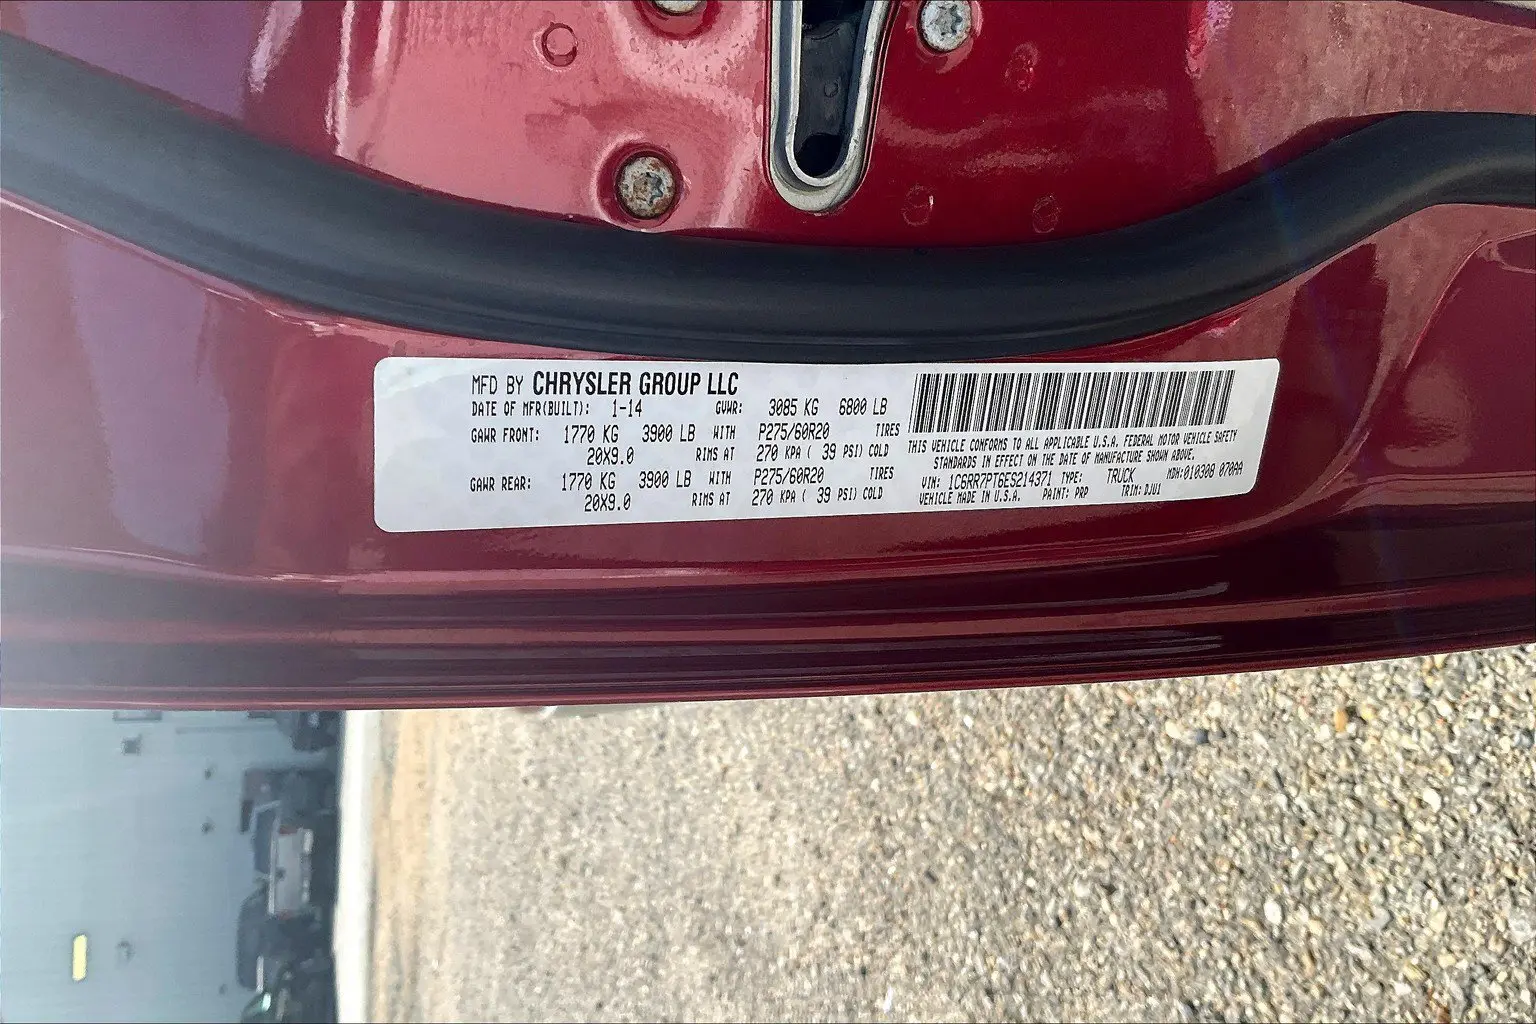 MFD BY CHRYSLER GROUP LLC
DATE OF MFR(BUILT): 1-14 GVWR: 3085 KG 6800 LB
GAWR FRONT: 1770 KG 3900 LB WITH P275/60R20 TIRES
20X9.0 RIMS AT 270 KPA ( 39 PSI) COLD
GAWR REAR: 1770 KG 3900 LB WITH P275/60R20 TIRES
20X9.0 RIMS AT 270 KPA ( 39 PSI) COLD
THIS VEHICLE CONFORMS TO ALL APPLICABLE U.S.A. FEDERAL MOTOR VEHICLE SAFETY
STANDARDS IN EFFECT ON THE DATE OF MANUFACTURE SHOWN ABOVE.
VIN: 1C6RR7PT6ES214371 TYPE: TRUCK MDH:010308 070AA
VEHICLE MADE IN U.S.A. PAINT: PRP TRIM: DJU1